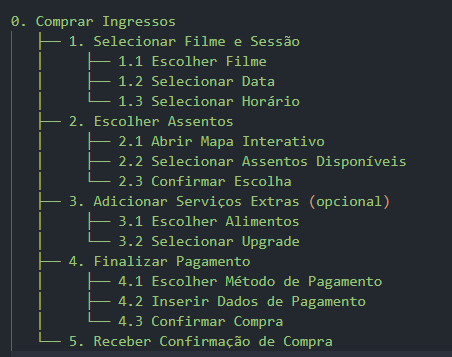 0. Comprar Ingressos
├── 1. Selecionar Filme e Sessão
│   ├── 1.1 Escolher Filme
│   ├── 1.2 Selecionar Data
│   └── 1.3 Selecionar Horário
├── 2. Escolher Assentos
│   ├── 2.1 Abrir Mapa Interativo
│   ├── 2.2 Selecionar Assentos Disponíveis
│   └── 2.3 Confirmar Escolha
├── 3. Adicionar Serviços Extras (opcional)
│   ├── 3.1 Escolher Alimentos
│   └── 3.2 Selecionar Upgrade
├── 4. Finalizar Pagamento
│   ├── 4.1 Escolher Método de Pagamento
│   ├── 4.2 Inserir Dados de Pagamento
│   └── 4.3 Confirmar Compra
└── 5. Receber Confirmação de Compra